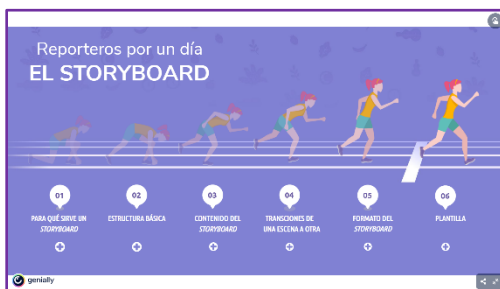 Reporteros por un día
EL STORYBOARD
01
PARA QUÉ SIRVE UN
STORYBOARD
02
ESTRUCTURA BÁSICA
03
CONTENIDO DEL
STORYBOARD
04
TRANSCIONES DE
UNA ESCENA A OTRA
05
FORMATO DEL
STORYBOARD
06
PLANTILLA
genially